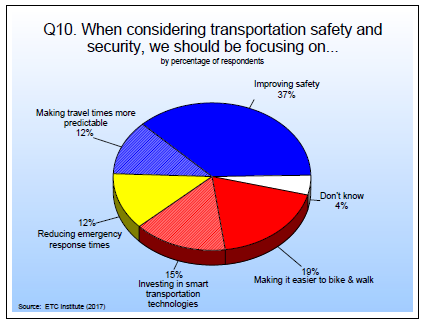 Q10. When considering transportation safety and
security, we should be focusing on...
by percentage of respondents
Improving safety
37%
Making travel times more
predictable
12%
Don't know
4%
12%
Reducing emergency
response times
15%
Investing in smart
transportation
technologies
19%
Making it easier to bike & walk
Source: ETC Institute (2017)